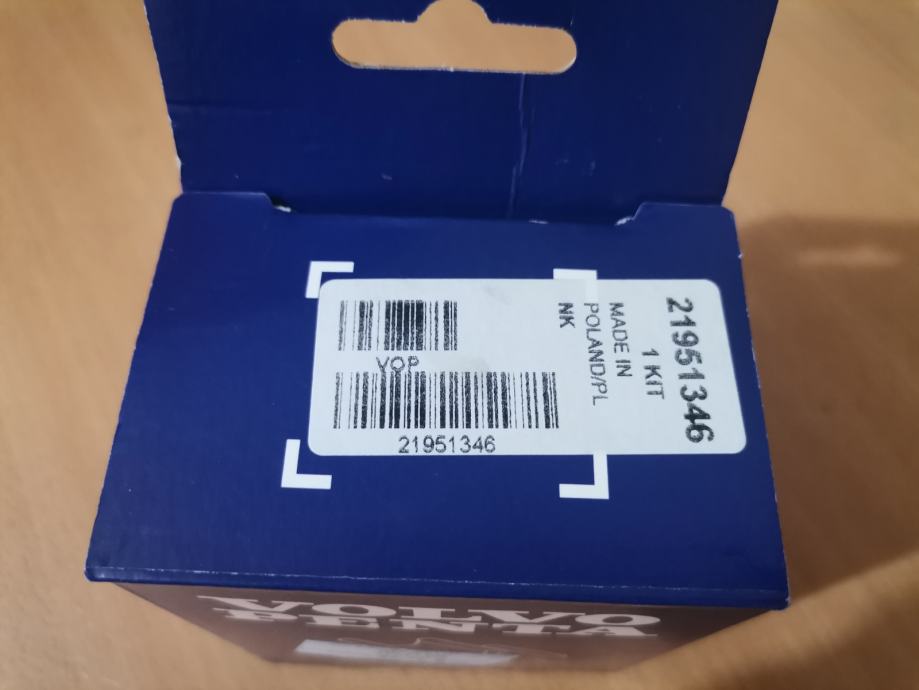 VOP
21951346
21951346
1 KIT
MADE IN
POLAND/PL
NK
VOLVO
PENTA